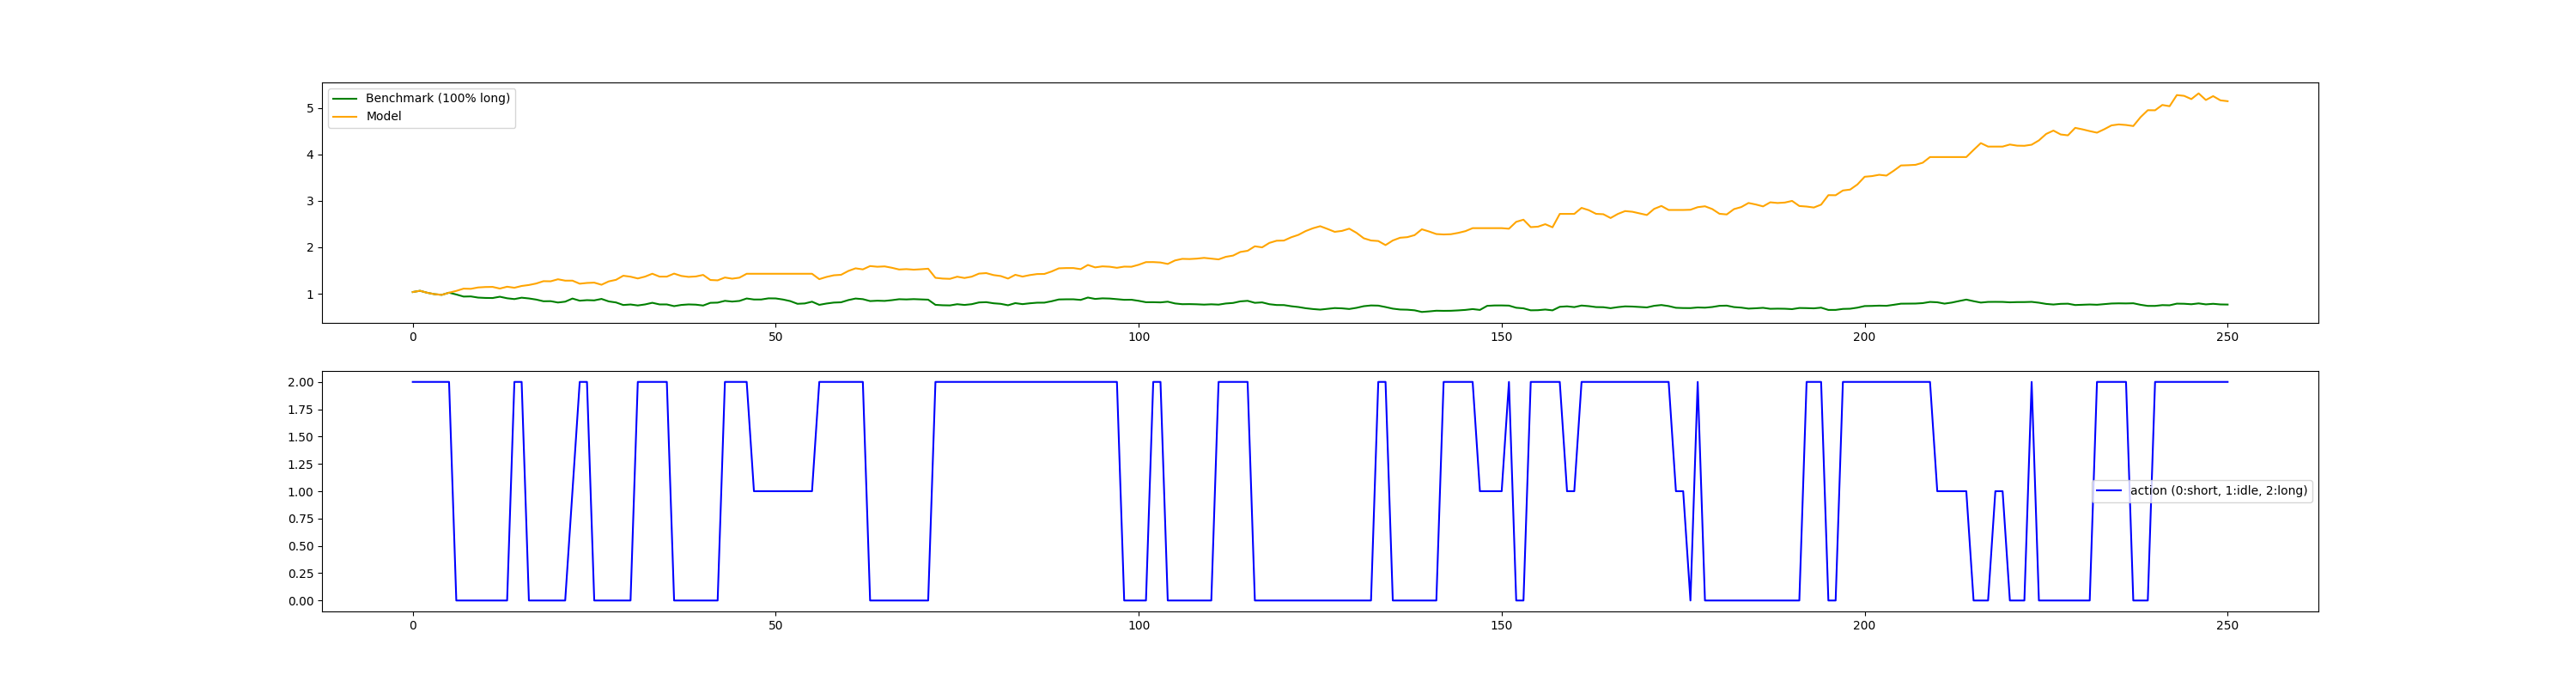 Benchmark (100% long)
Model
5
4
3
2
1
0 50 100 150 200 250
2.00
1.75
1.50
1.25
1.00
0.75
0.50
0.25
0.00
action (0:short, 1:idle, 2:long)
0 50 100 150 200 250